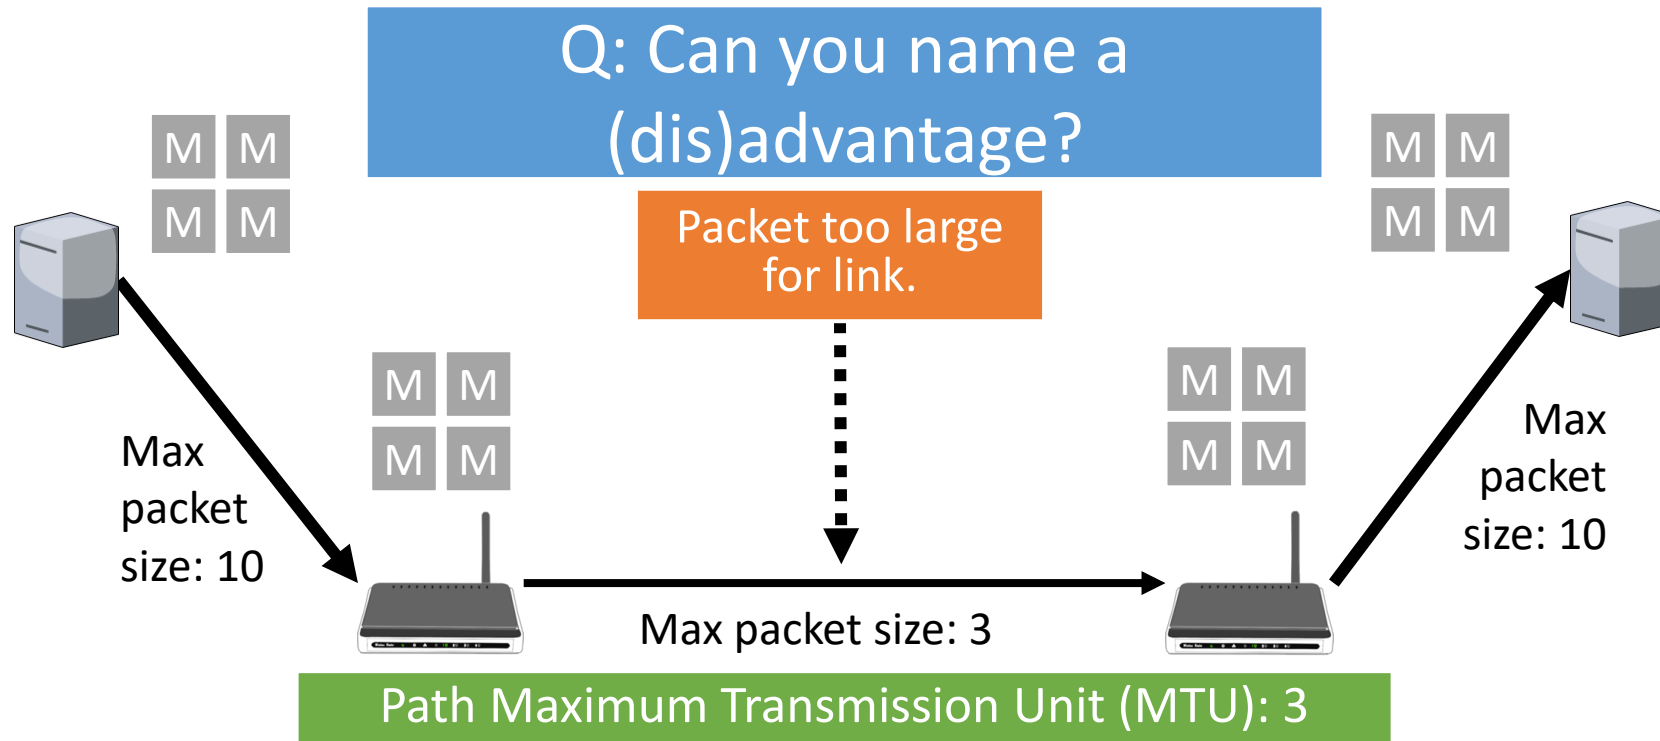 Q: Can you name a
(dis)advantage?
M M
M M
M M
M M
Packet too large
for link.
M M
M M
M M
M M
Max
packet
size: 10
Max
packet
size: 10
Max packet size: 3
Path Maximum Transmission Unit (MTU): 3